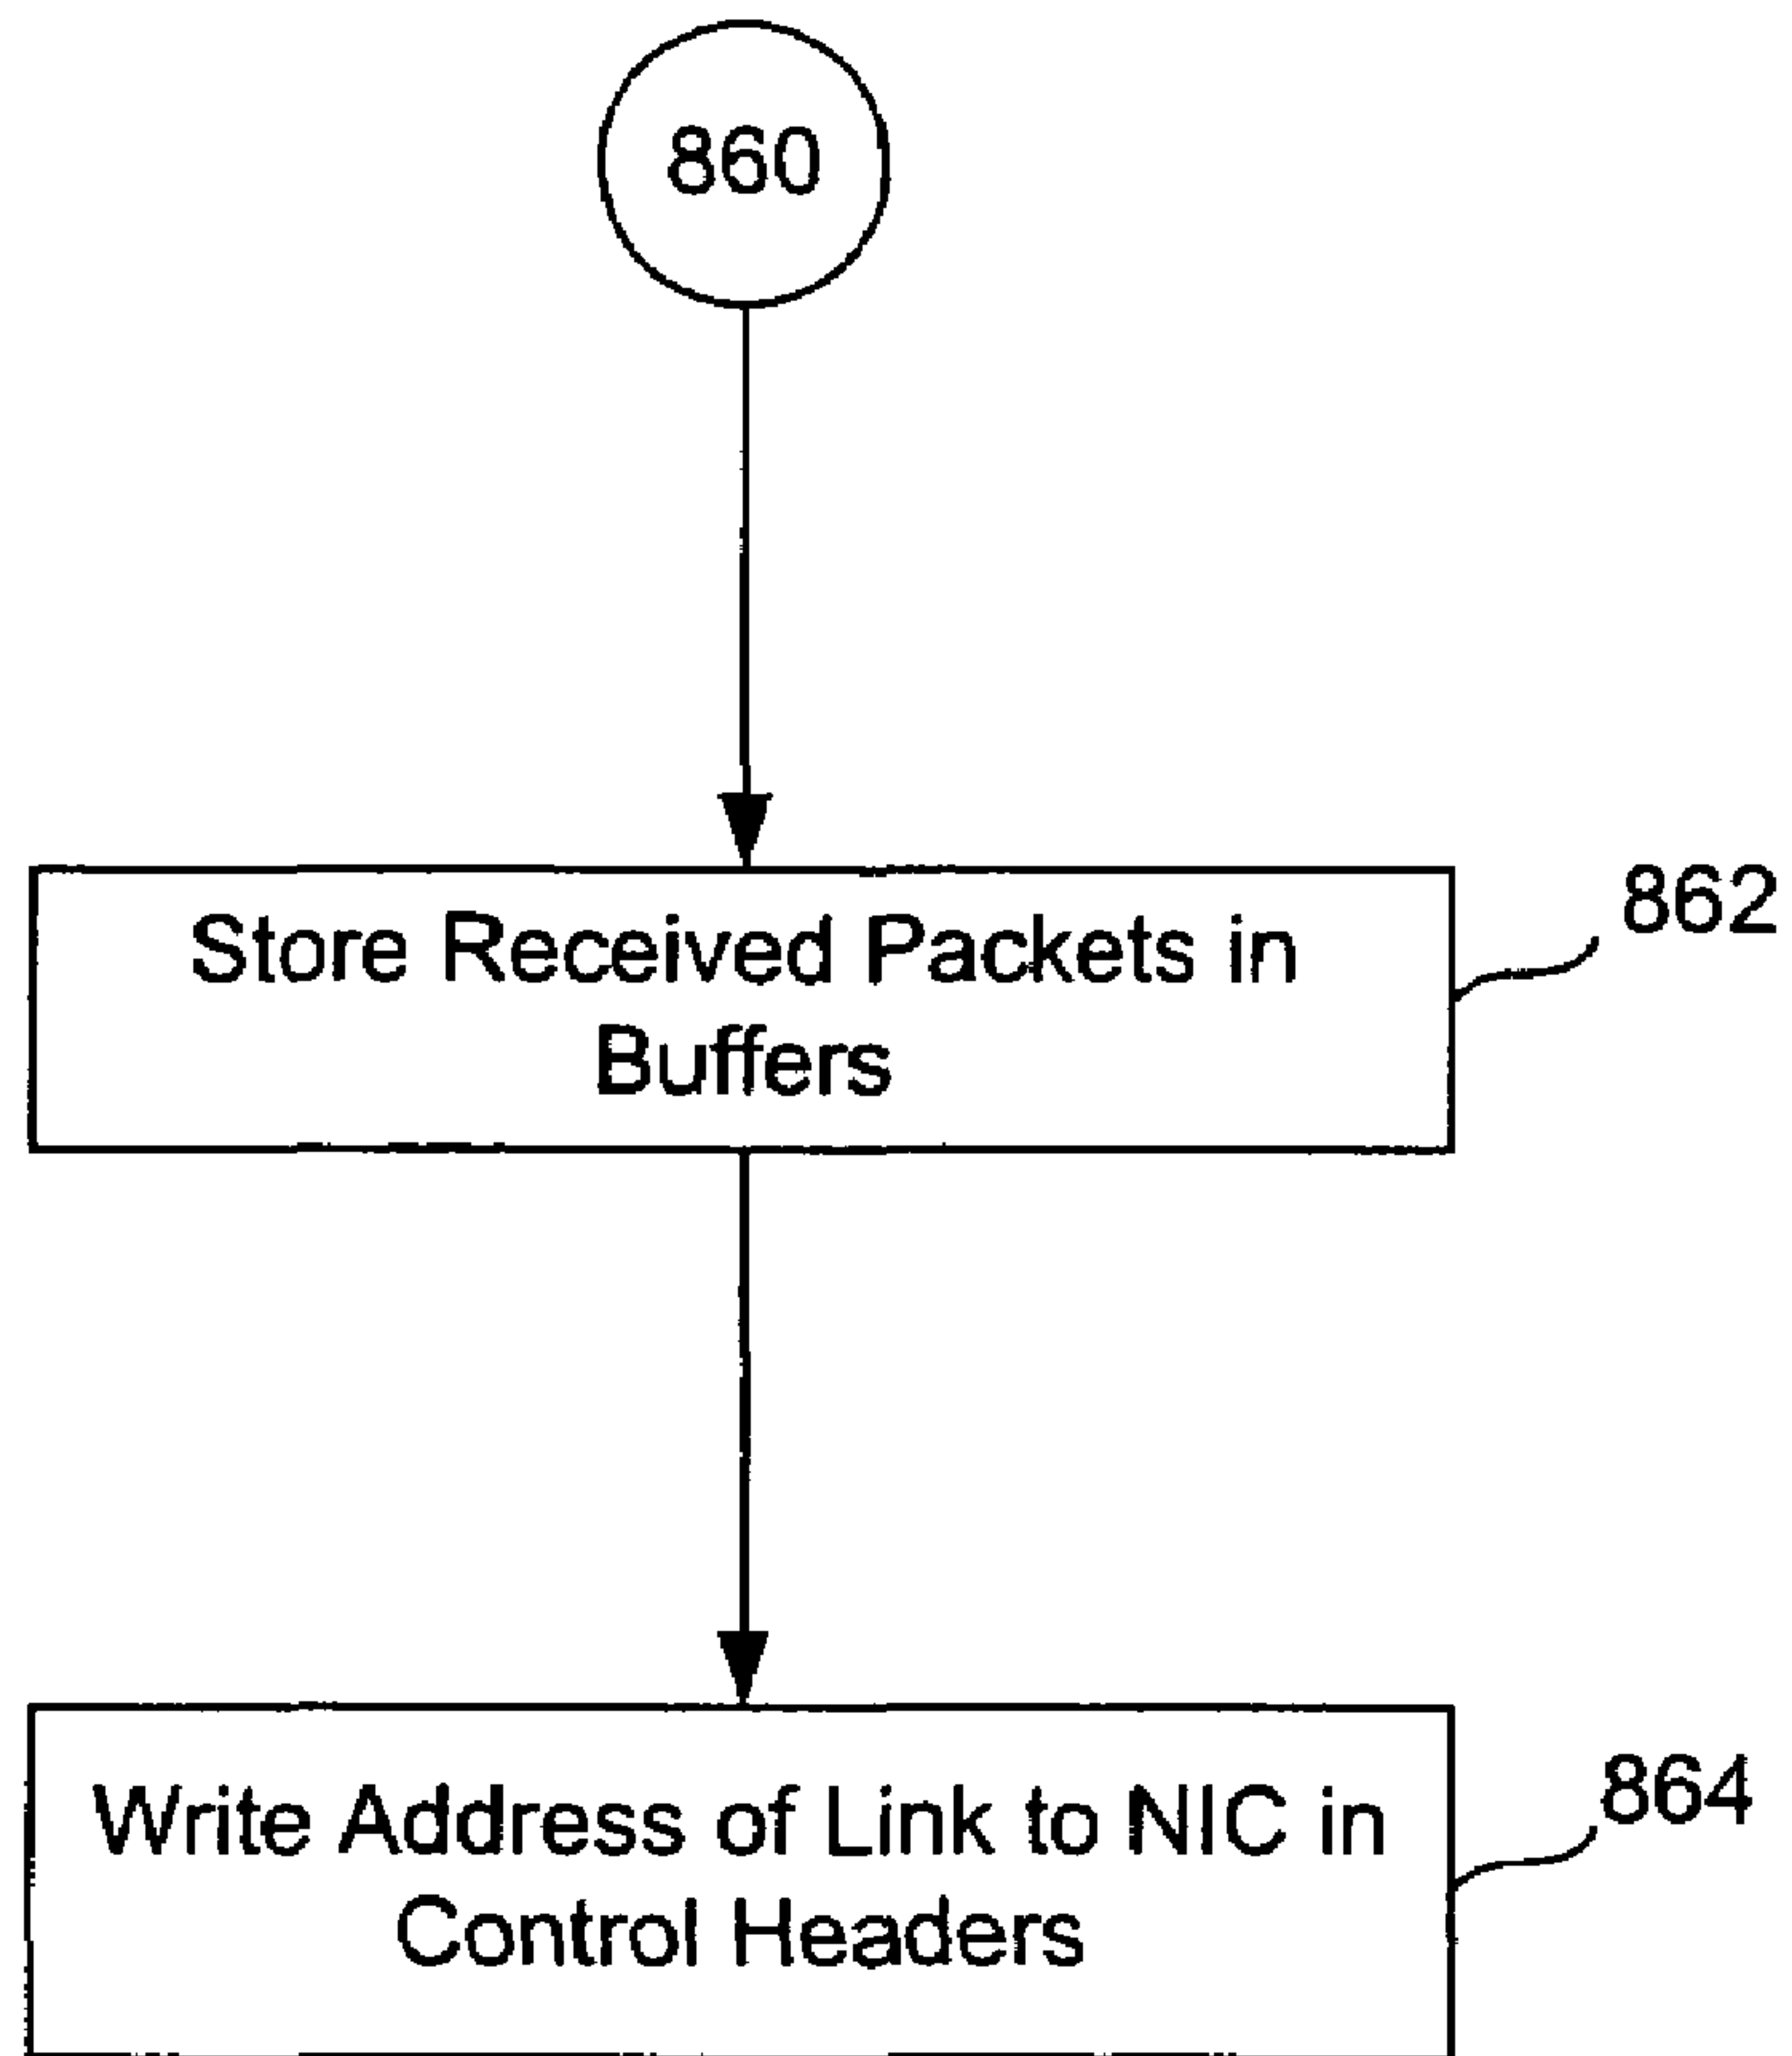 860
Store Received Packets in
Buffers
862
Write Address of Link to NIC in
Control Headers
864